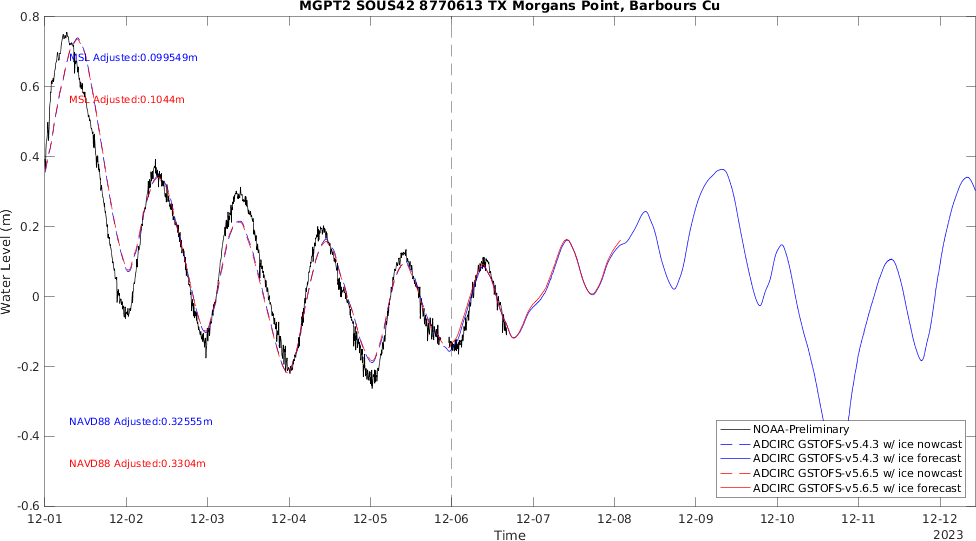 MGPT2 SOUS42 8770613 TX Morgans Point, Barbours Cu
0.8
MSL Adjusted:0.099549m
0.6
MSL Adjusted:0.1044m
0.4
0.2
Water Level (m)
0
-0.2
NAVD88 Adjusted:0.32555m
-0.4
NAVD88 Adjusted:0.3304m
-0.6
NOAA-Preliminary
ADCIRC GSTOFS-v5.4.3 w/ ice nowcast
ADCIRC GSTOFS-v5.4.3 w/ ice forecast
ADCIRC GSTOFS-v5.6.5 w/ ice nowcast
ADCIRC GSTOFS-v5.6.5 w/ ice forecast
12-01 12-02 12-03 12-04 12-05 12-06 12-07 12-08 12-09 12-10 12-11 12-12
Time
2023